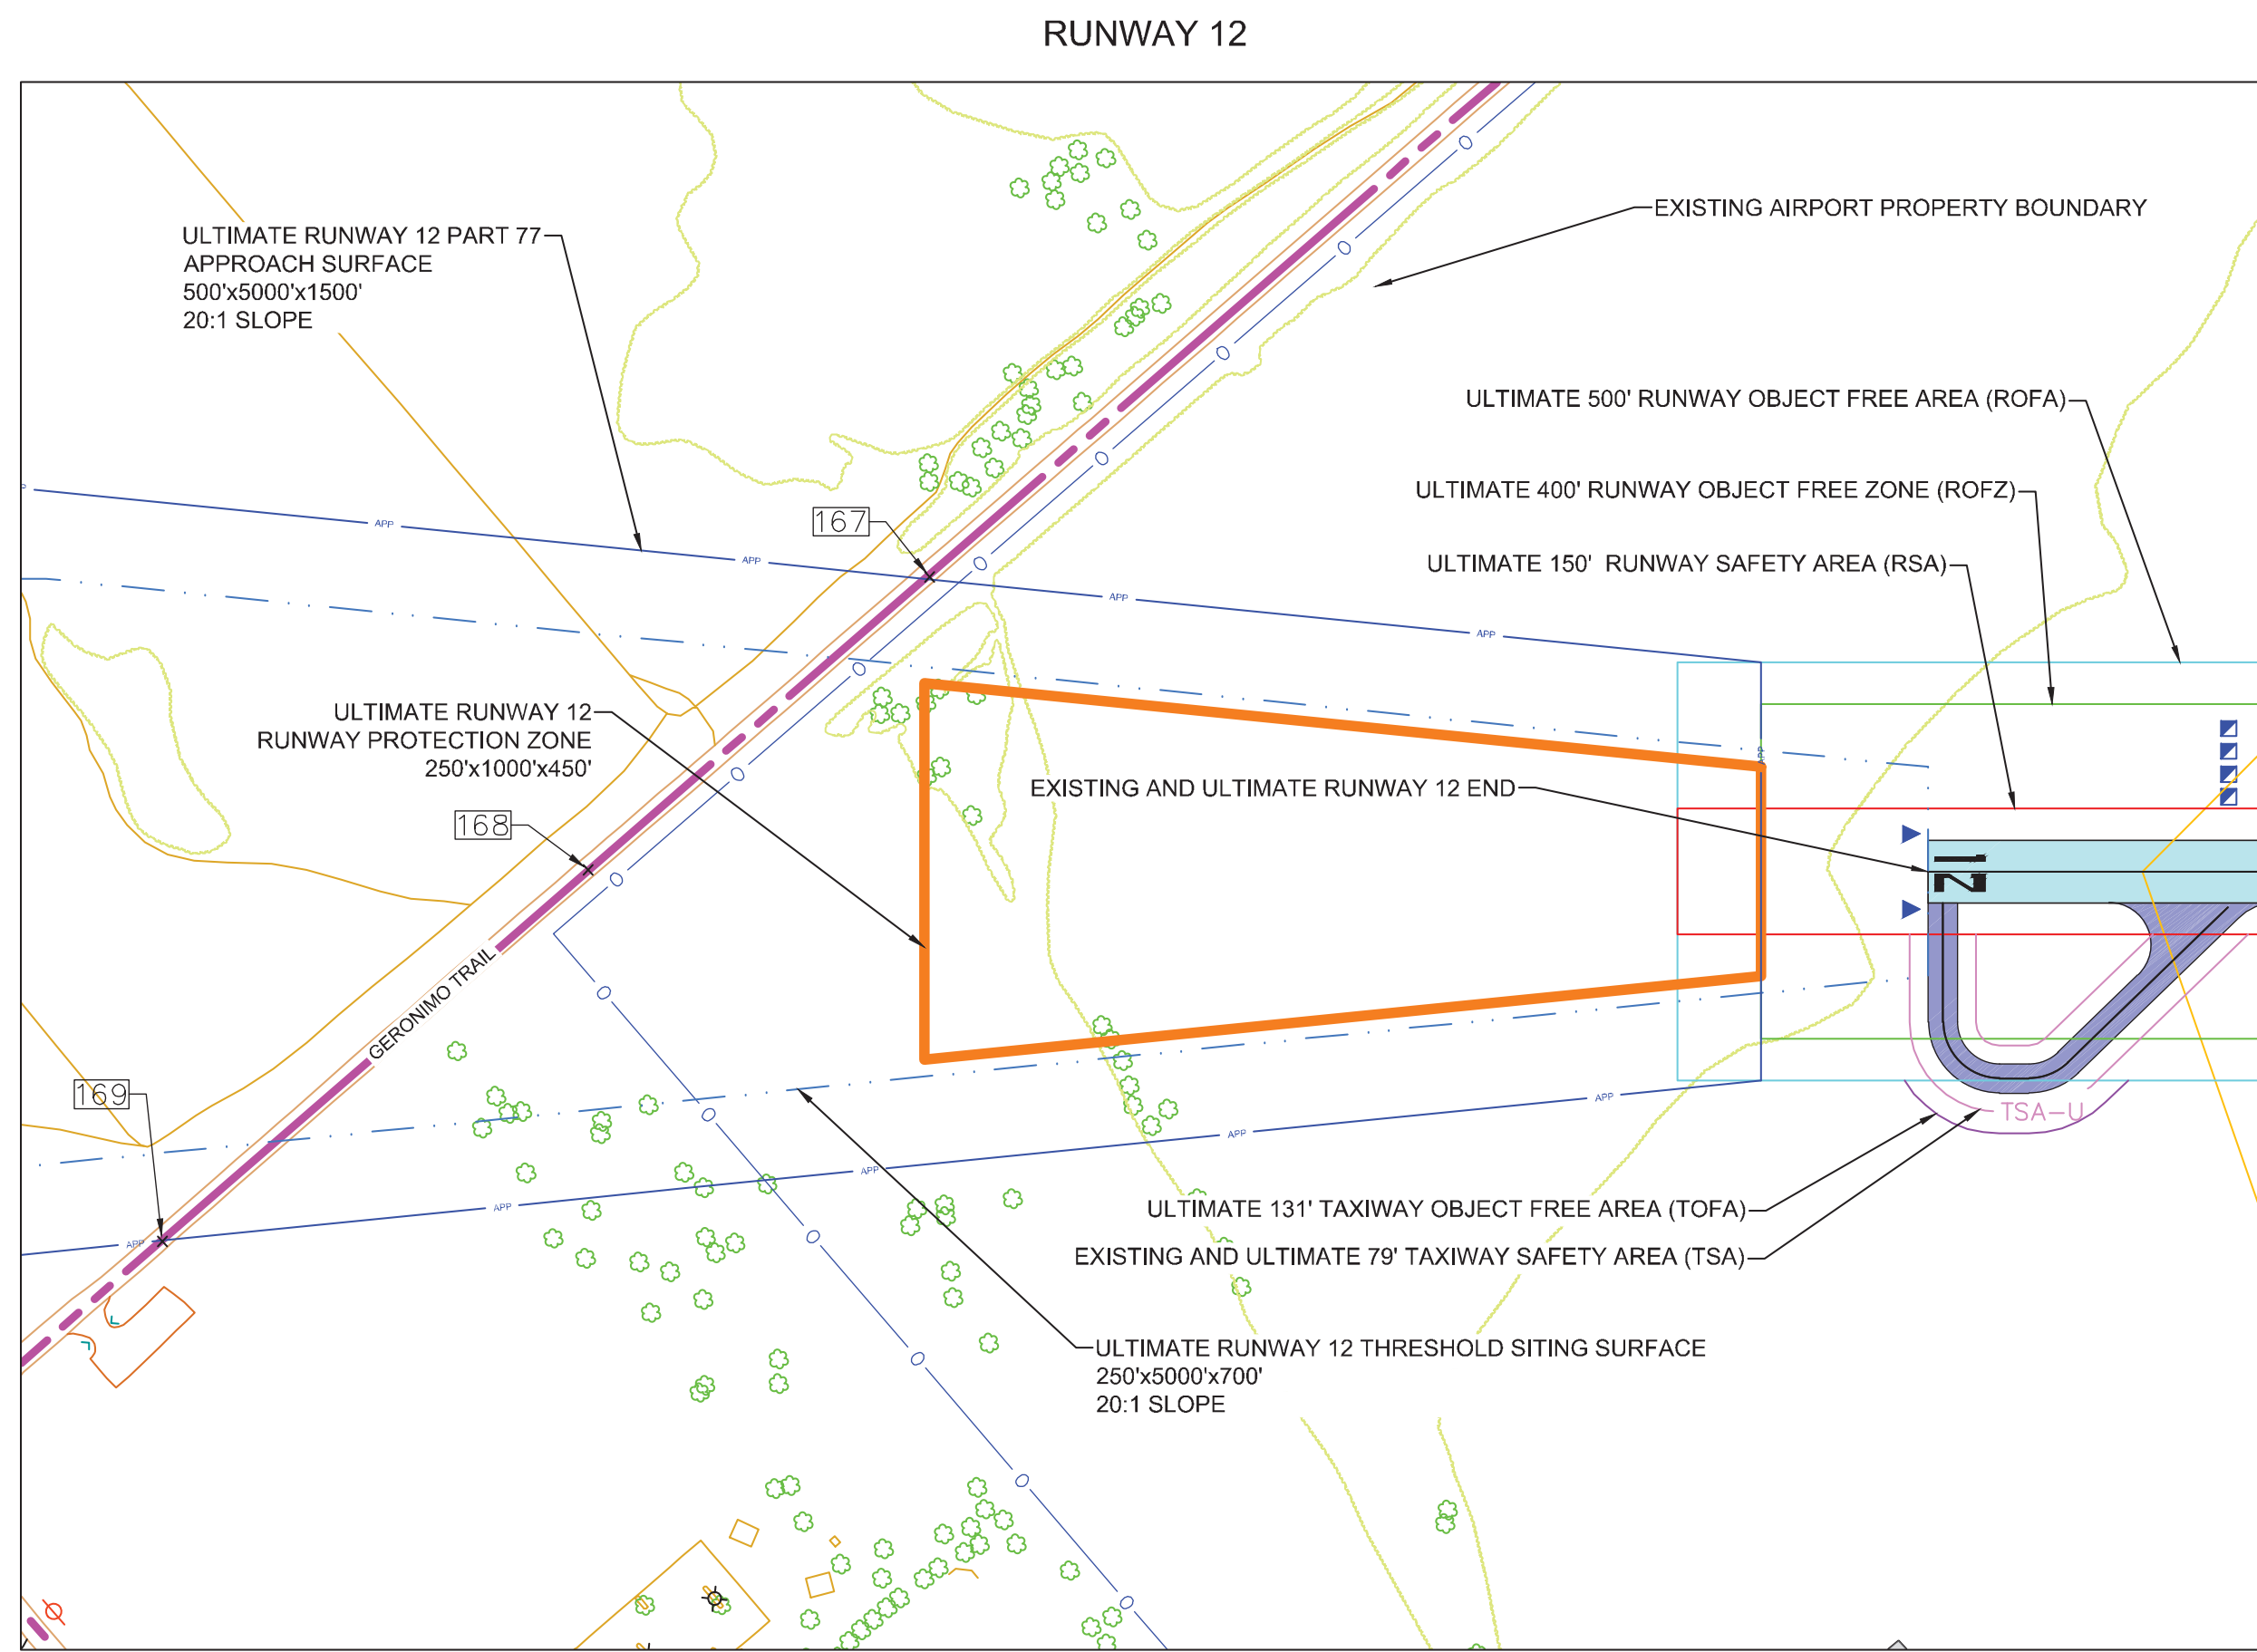 RUNWAY 12
ULTIMATE RUNWAY 12 PART 77
APPROACH SURFACE
500'x5000'x1500'
20:1 SLOPE
EXISTING AIRPORT PROPERTY BOUNDARY
ULTIMATE 500' RUNWAY OBJECT FREE AREA (ROFA)
ULTIMATE 400' RUNWAY OBJECT FREE ZONE (ROFZ)
ULTIMATE 150' RUNWAY SAFETY AREA (RSA)
APP
APP
APP
APP
167
ULTIMATE RUNWAY 12
RUNWAY PROTECTION ZONE
250'x1000'x450'
168
EXISTING AND ULTIMATE RUNWAY 12 END
APP
12
GERONIMO TRAIL
169
APP
APP
APP
APP
APP
TSA-U
ULTIMATE 131' TAXIWAY OBJECT FREE AREA (TOFA)
EXISTING AND ULTIMATE 79' TAXIWAY SAFETY AREA (TSA)
ULTIMATE RUNWAY 12 THRESHOLD SITING SURFACE
250'x5000'x700'
20:1 SLOPE